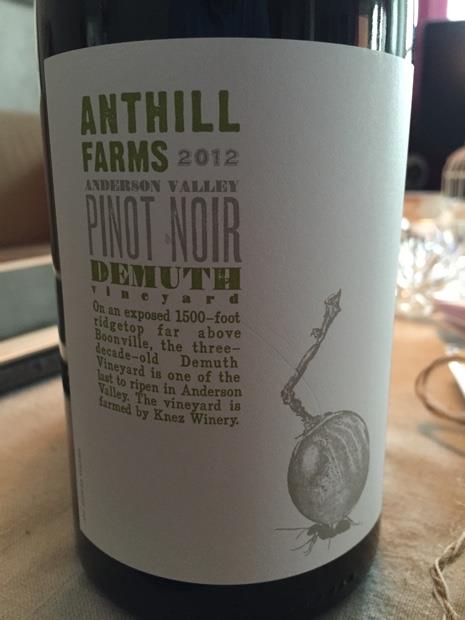 ANTHILL
FARMS 2012
ANDERSON VALLEY
PINOT NOIR
DEMUTH
vineyard
On an exposed 1500-foot
ridgetop far above
Boonville, the three-
decade-old Demuth
Vineyard is one of the
last to ripen in Anderson
Valley. The vineyard is
farmed by Knez Winery.